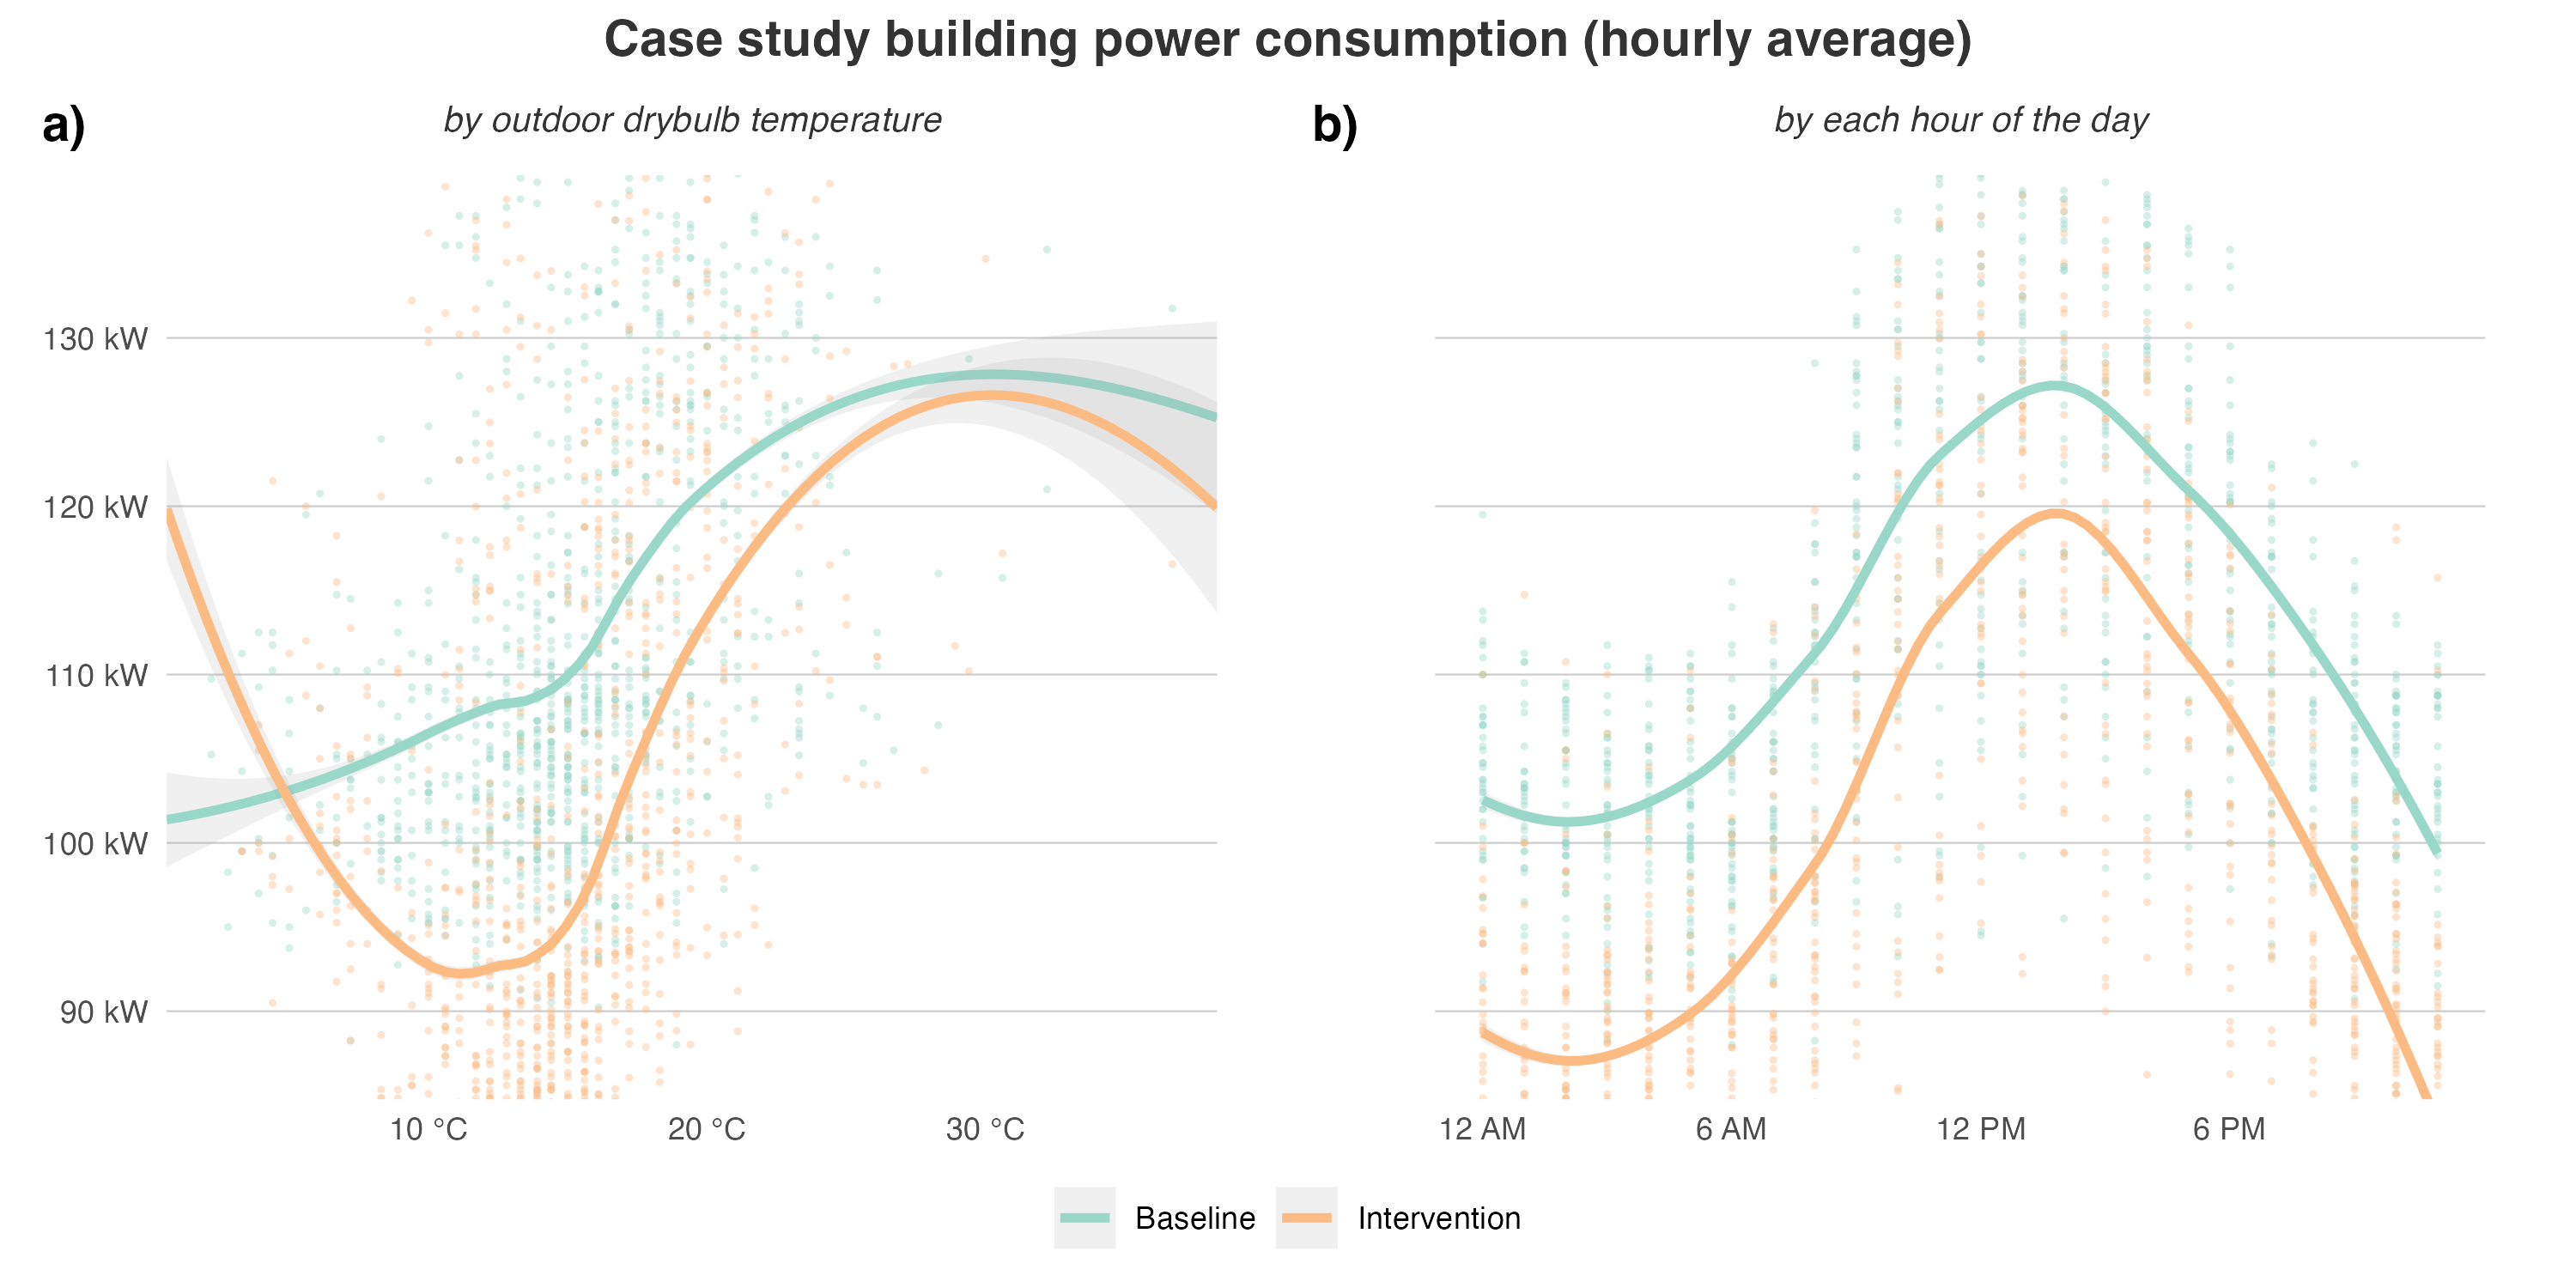 Case study building power consumption (hourly average)
a)
by outdoor drybulb temperature
130 kW
120 kW
110 kW
100 kW
90 kW
10 °C
20 °C
30 °C
b)
by each hour of the day
12 AM
6 AM
12 PM
6 PM
Baseline
Intervention